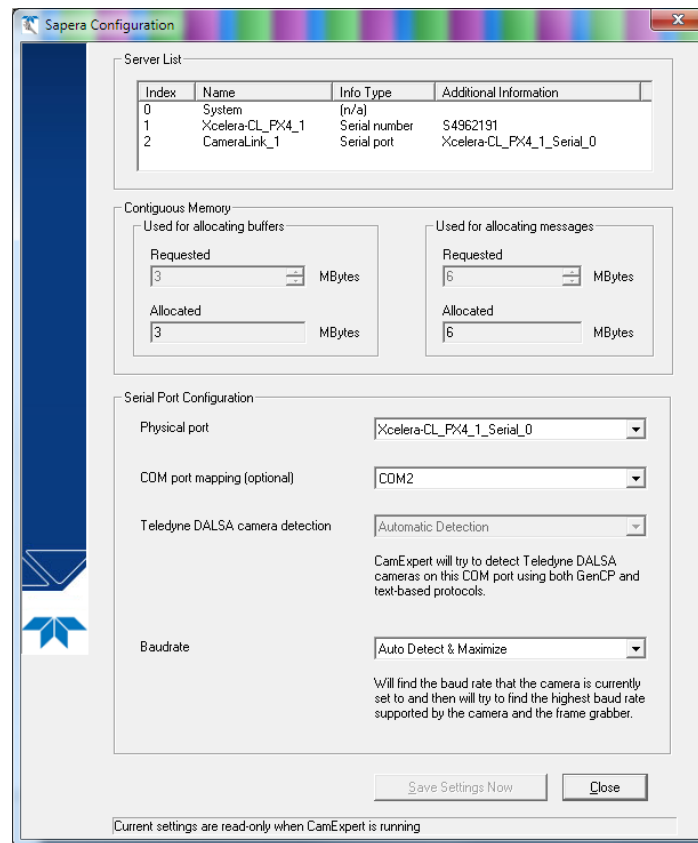 Sapera Configuration
Server List
Index Name Info Type Additional Information
0 System (n/a)
1 Xcelera-CL_PX4_1 Serial number S4962191
2 CameraLink_1 Serial port Xcelera-CL_PX4_1_Serial_0
Contiguous Memory
Used for allocating buffers
Requested
3 MBytes
Allocated
3 MBytes
Used for allocating messages
Requested
6 MBytes
Allocated
6 MBytes
Serial Port Configuration
Physical port Xcelera-CL_PX4_1_Serial_0
COM port mapping (optional) COM2
Teledyne DALSA camera detection Automatic Detection
CamExpert will try to detect Teledyne DALSA
cameras on this COM port using both GenCP and
text-based protocols.
Baudrate Auto Detect & Maximize
Will find the baud rate that the camera is currently
set to and then will try to find the highest baud rate
supported by the camera and the frame grabber.
Save Settings Now Close
Current settings are read-only when CamExpert is running